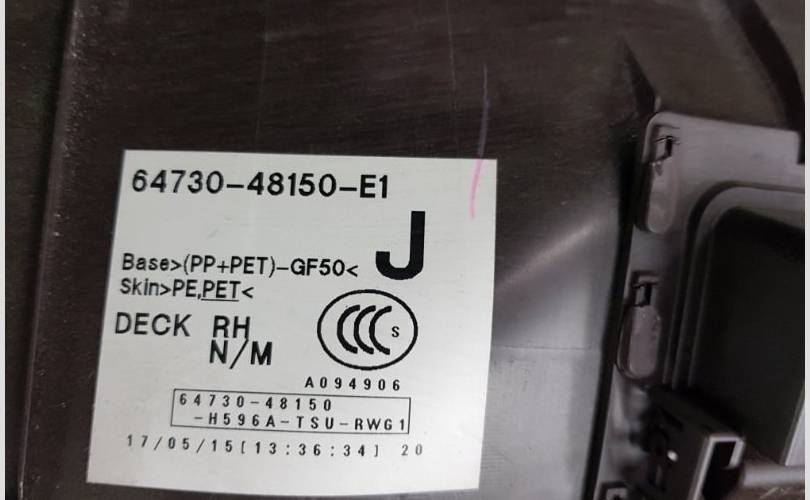 64730-48150-E1
J
Base>(PP+PET)-GF50<
Skin>PE,PET<
DECK RH
N/M
CCC S
A094906
64730-48150
-H596A-TSU-RWG1
17/05/15[13:36:34] 20